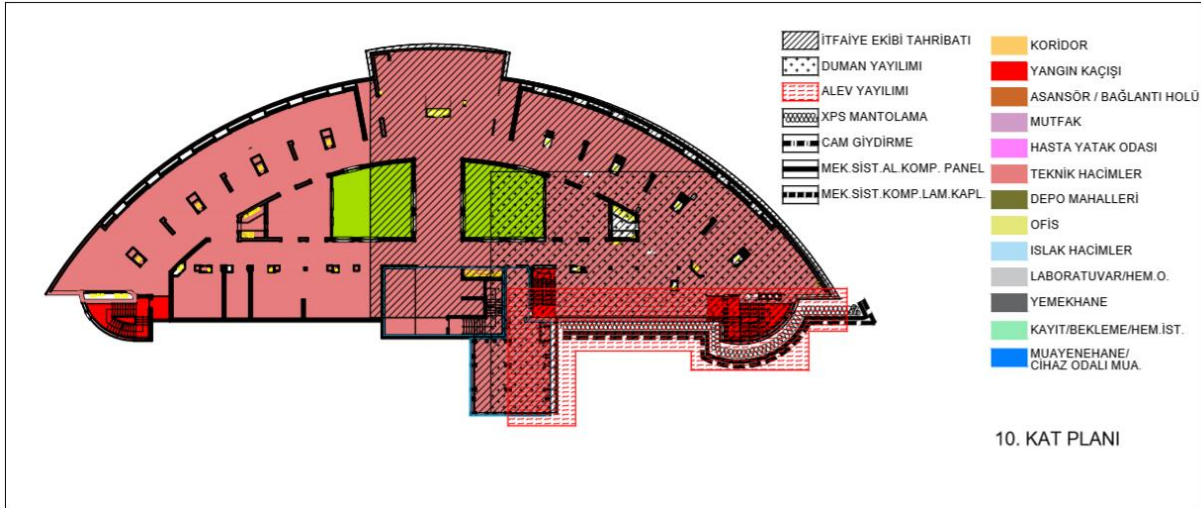 İTFAİYE EKİBİ TAHRİBATI
DUMAN YAYILIMI
ALEV YAYILIMI
XPS MANTOLAMA
CAM GİYDİRME
MEK.SİST.AL.KOMP. PANEL
MEK.SİST.KOMP.LAM.KAPL.
KORİDOR
YANGIN KAÇIŞI
ASANSÖR / BAĞLANTI HOLÜ
MUTFAK
HASTA YATAK ODASI
TEKNİK HACİMLER
DEPO MAHALLERİ
OFİS
ISLAK HACİMLER
LABORATUVAR/HEM.O.
YEMEKHANE
KAYIT/BEKLEME/HEM.İST.
MUAYENEHANE/
CİHAZ ODALI MUA.
10. KAT PLANI